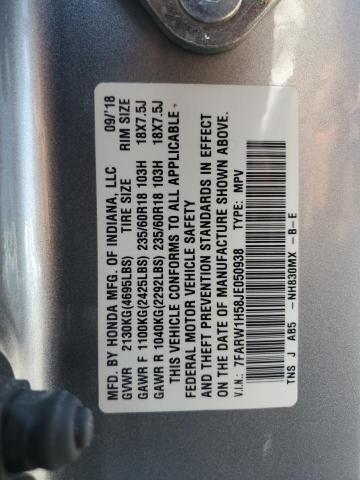 MFD. BY HONDA MFG. OF INDIANA, LLC 09/'18
GVWR 2130KG(4695LBS) TIRE SIZE RIM SIZE
GAWR F 1100KG(2425LBS) 235/60R18 103H 18X7.5J
GAWR R 1040KG(2292LBS) 235/60R18 103H 18X7.5J
THIS VEHICLE CONFORMS TO ALL APPLICABLE
FEDERAL MOTOR VEHICLE SAFETY
AND THEFT PREVENTION STANDARDS IN EFFECT
ON THE DATE OF MANUFACTURE SHOWN ABOVE.
V.I.N.: 7FARW1H58JE050938 TYPE: MPV
TNS J AB5 -NH830MX -B-E